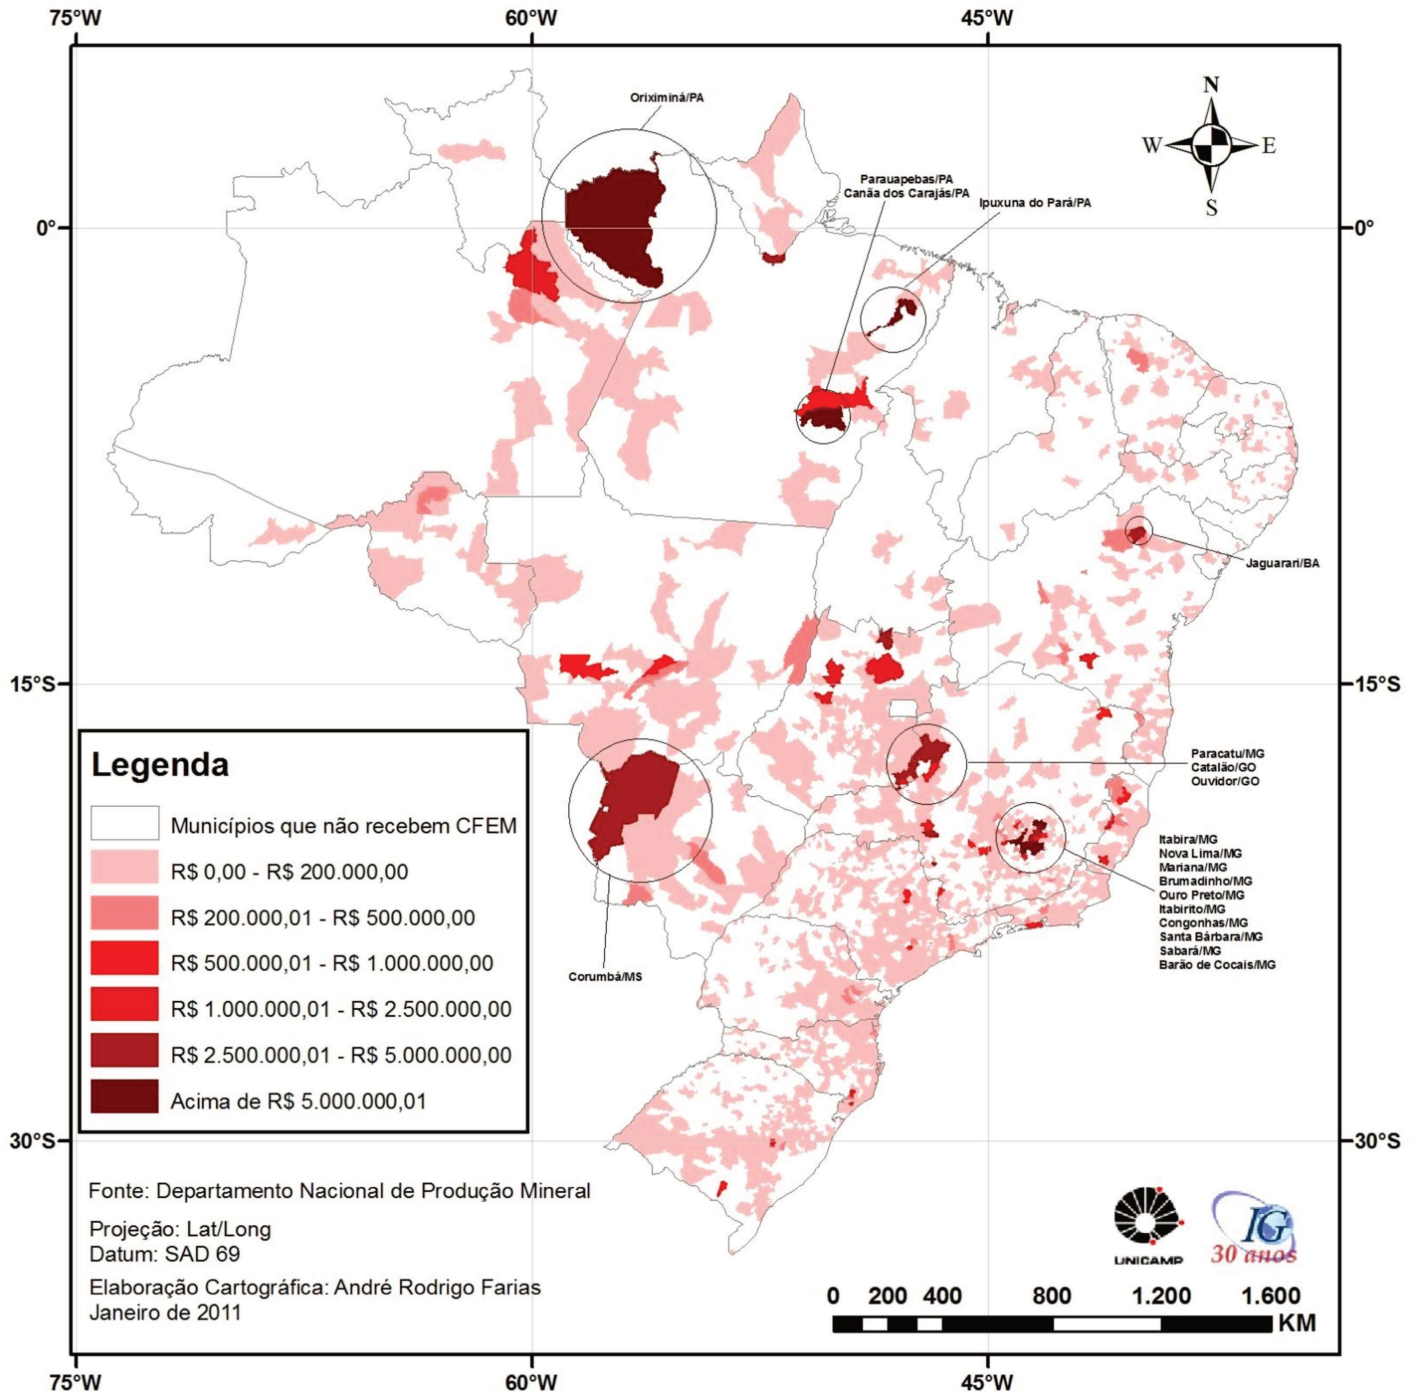 75°W 60°W 45°W
N
W E
S
Oriximiná/PA
Parauapebas/PA
Canãa dos Carajás/PA
Ipuxuna do Pará/PA
0° 0°
Jaguarari/BA
15°S 15°S
Paracatu/MG
Catalão/GO
Ouvidor/GO
Itabira/MG
Nova Lima/MG
Mariana/MG
Brumadinho/MG
Ouro Preto/MG
Itabirito/MG
Congonhas/MG
Santa Bárbara/MG
Sabará/MG
Barão de Cocais/MG
Corumbá/MS
Legenda
Municípios que não recebem CFEM
R$ 0,00 - R$ 200.000,00
R$ 200.000,01 - R$ 500.000,00
R$ 500.000,01 - R$ 1.000.000,00
R$ 1.000.000,01 - R$ 2.500.000,00
R$ 2.500.000,01 - R$ 5.000.000,00
Acima de R$ 5.000.000,01
30°S 30°S
Fonte: Departamento Nacional de Produção Mineral
Projeção: Lat/Long
Datum: SAD 69
Elaboração Cartográfica: André Rodrigo Farias
Janeiro de 2011
UNICAMP
IG
30 anos
0 200 400 800 1.200 1.600
KM
75°W 60°W 45°W